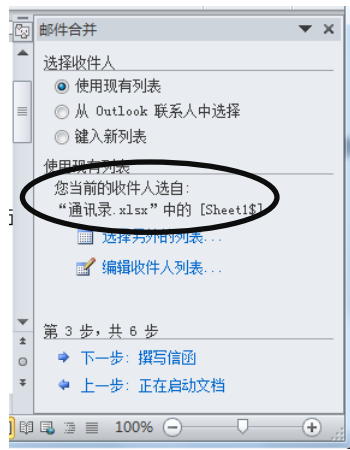 邮件合并
选择收件人
使用现有列表
从 Outlook 联系人中选择
键入新列表
使用现有列表
您当前的收件人选自:
“通讯录.xlsx”中的 [Sheet1$]
选择另外的列表...
编辑收件人列表...
第 3 步，共 6 步
下一步: 撰写信函
上一步: 正在启动文档
100%